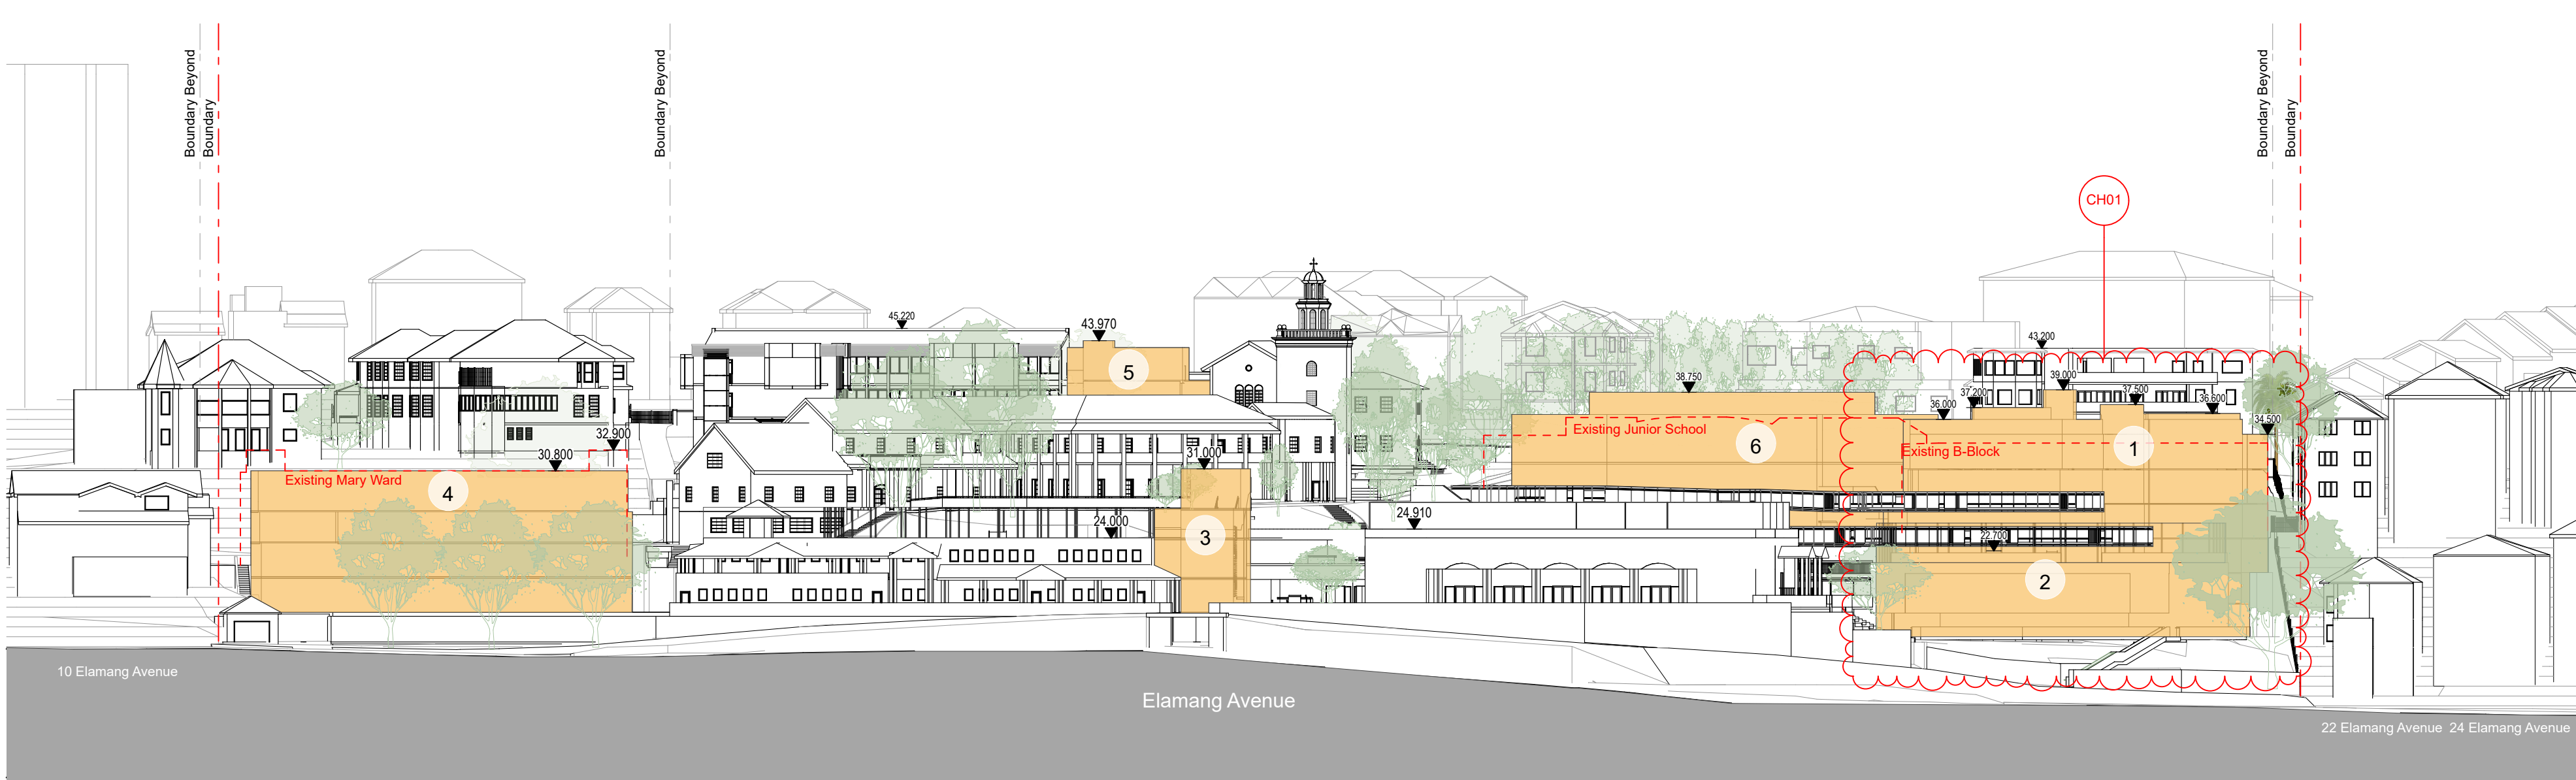 Boundary Beyond
Boundary
Boundary Beyond
Boundary Beyond
Boundary
CH01
45.220
43.970
43.200
5
38.750
39.000
37.200
37.500
36.000
36.600
34.500
32.900
Existing Junior School
6
1
Existing B-Block
30.800
31.000
Existing Mary Ward
4
24.910
24.000
3
22.700
2
10 Elamang Avenue
Elamang Avenue
22 Elamang Avenue 24 Elamang Avenue